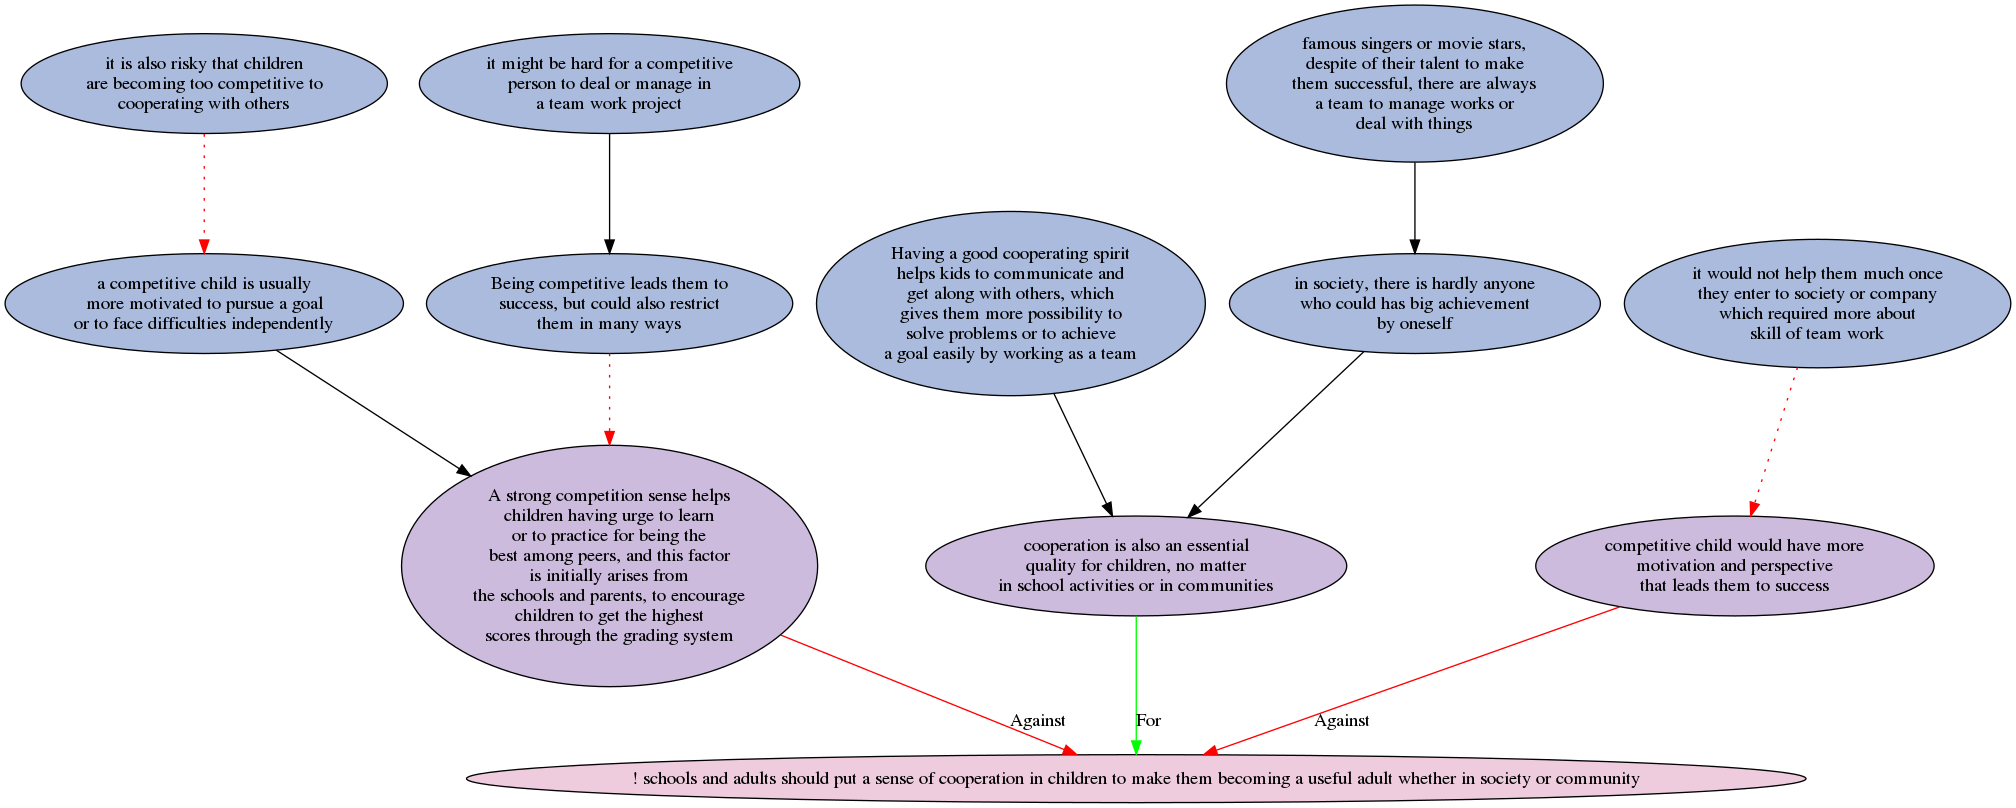 it is also risky that children
are becoming too competitive to
cooperating with others
it might be hard for a competitive
person to deal or manage in
a team work project
famous singers or movie stars,
despite of their talent to make
them successful, there are always
a team to manage works or
deal with things
a competitive child is usually
more motivated to pursue a goal
or to face difficulties independently
Being competitive leads them to
success, but could also restrict
them in many ways
Having a good cooperating spirit
helps kids to communicate and
get along with others, which
gives them more possibility to
solve problems or to achieve
a goal easily by working as a team
in society, there is hardly anyone
who could has big achievement
by oneself
it would not help them much once
they enter to society or company
which required more about
skill of team work
A strong competition sense helps
children having urge to learn
or to practice for being the
best among peers, and this factor
is initially arises from
the schools and parents, to encourage
children to get the highest
scores through the grading system
cooperation is also an essential
quality for children, no matter
in school activities or in communities
competitive child would have more
motivation and perspective
that leads them to success
Against
For
Against
! schools and adults should put a sense of cooperation in children to make them becoming a useful adult whether in society or community